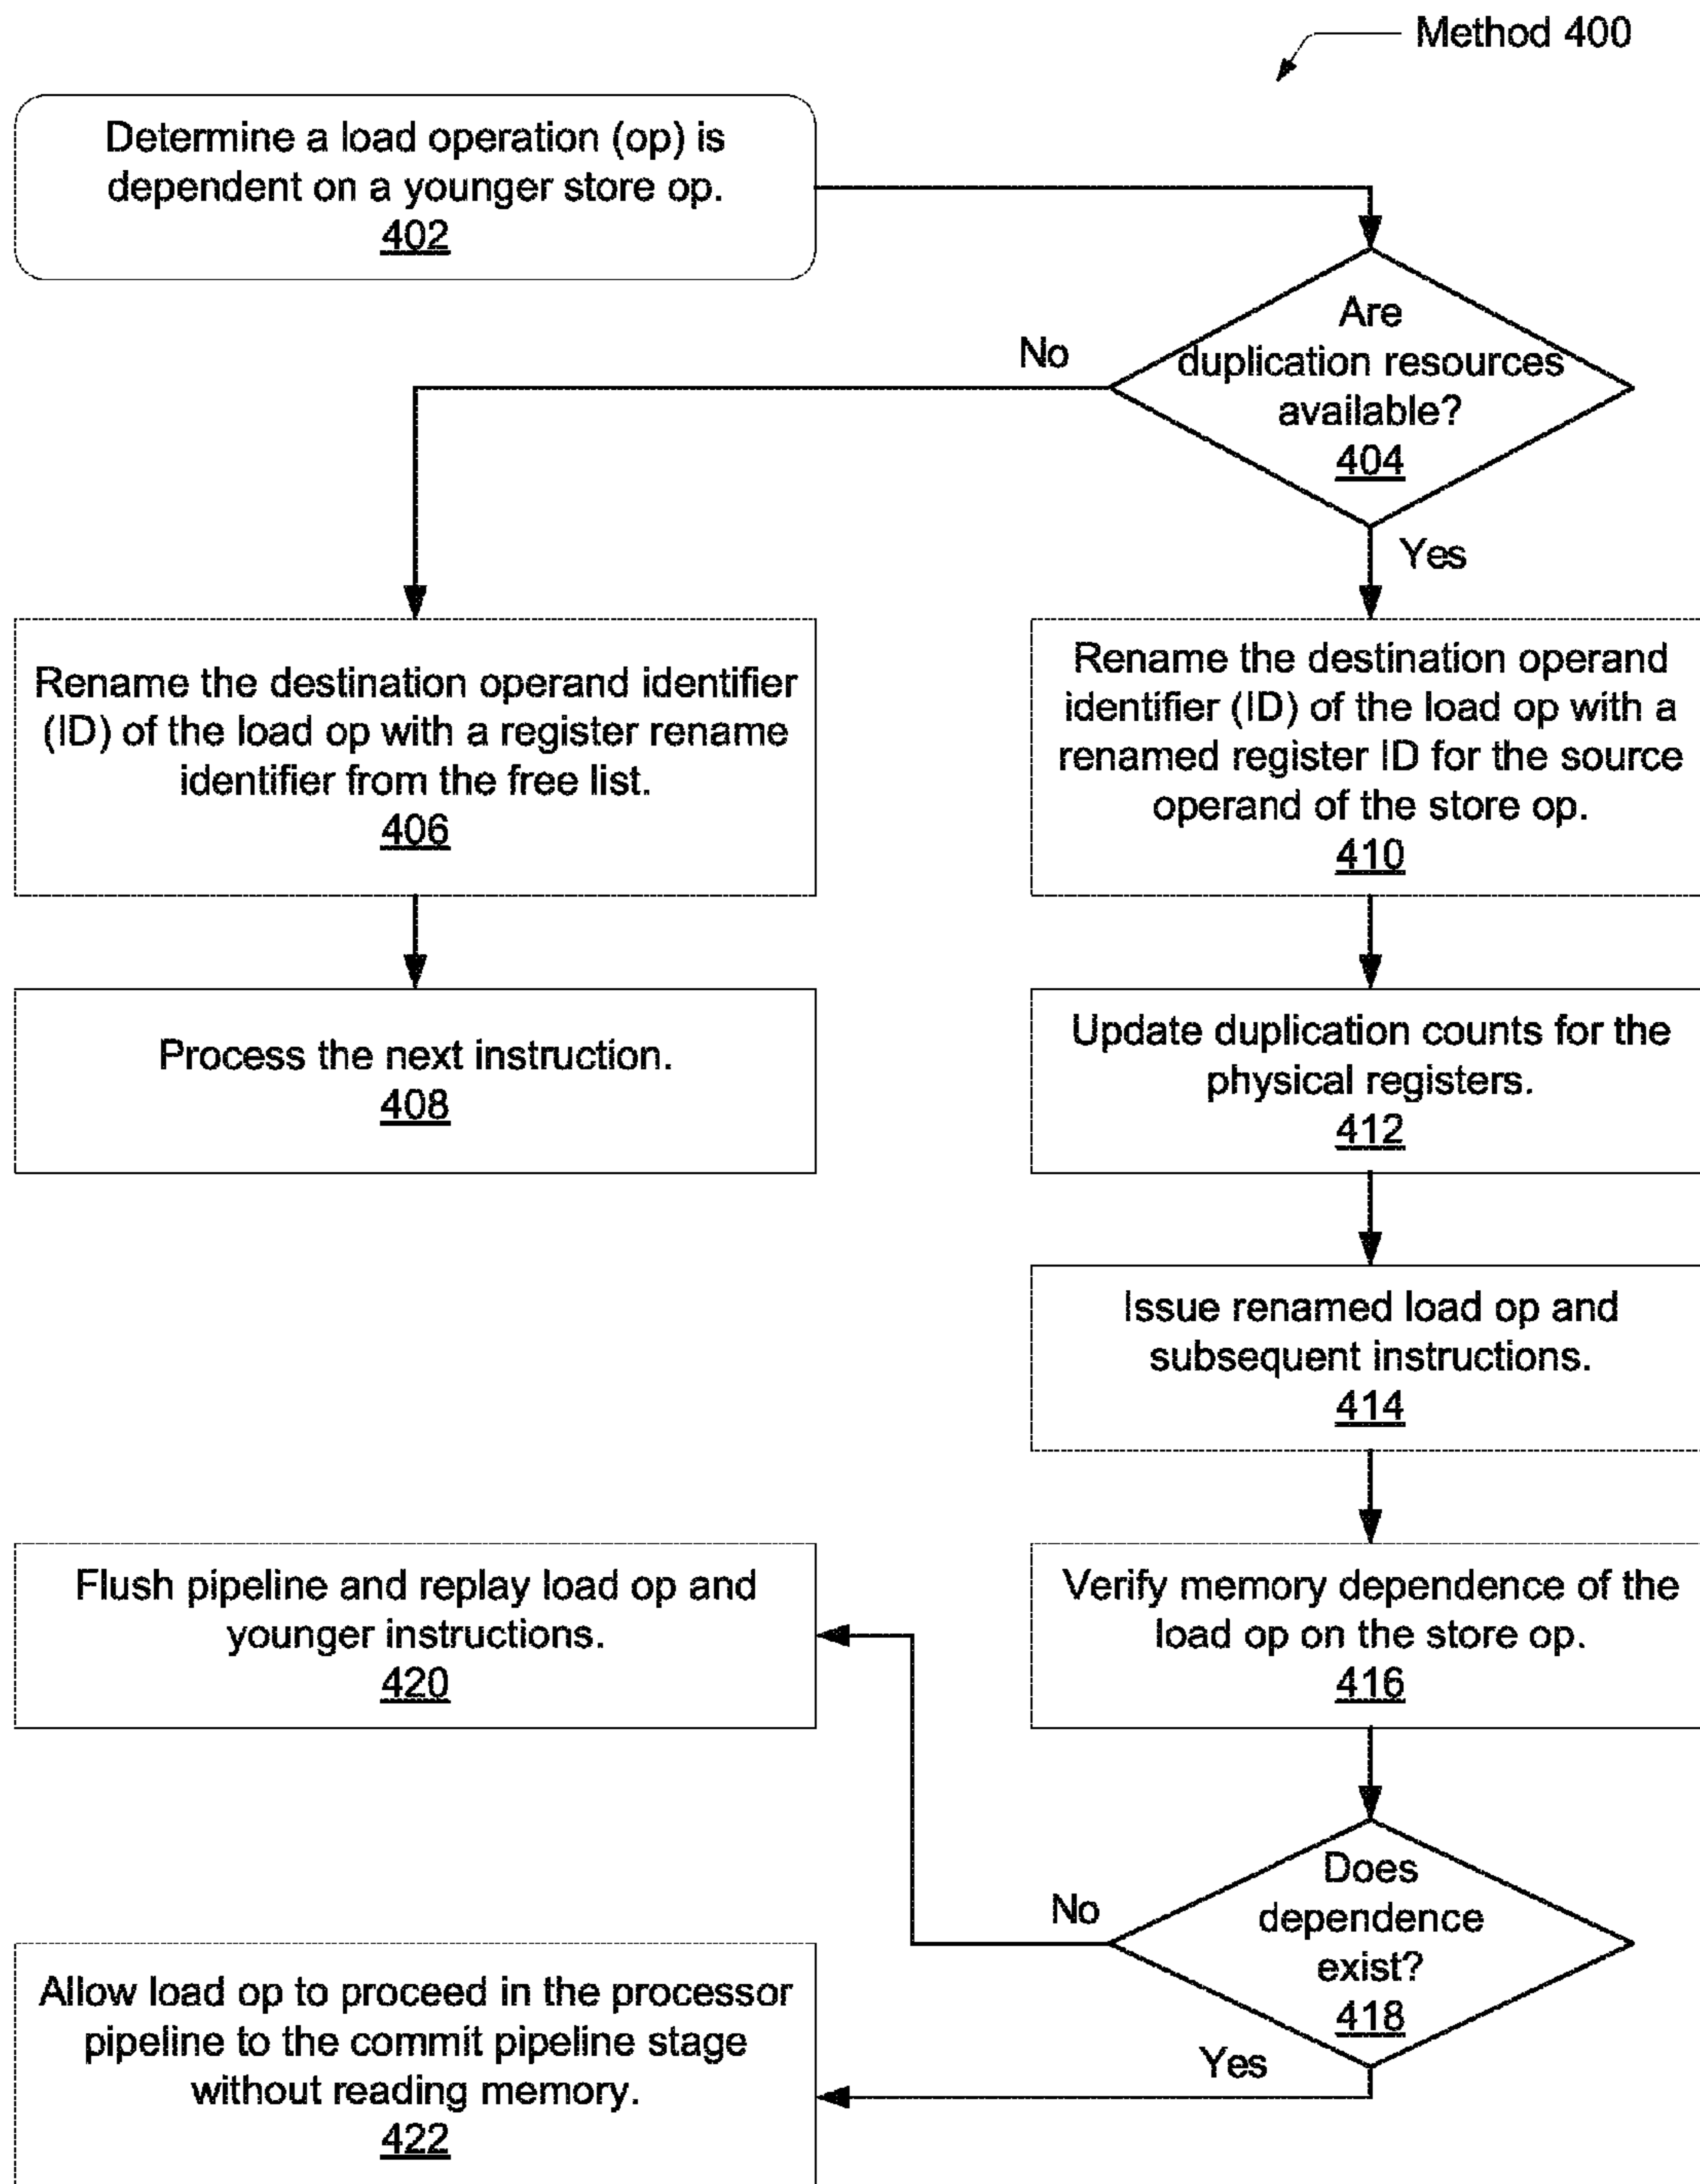 Method 400
Determine a load operation (op) is
dependent on a younger store op.
402
Are
duplication resources
available?
404
No
Yes
Rename the destination operand identifier
(ID) of the load op with a register rename
identifier from the free list.
406
Rename the destination operand
identifier (ID) of the load op with a
renamed register ID for the source
operand of the store op.
410
Process the next instruction.
408
Update duplication counts for the
physical registers.
412
Issue renamed load op and
subsequent instructions.
414
Flush pipeline and replay load op and
younger instructions.
420
Verify memory dependence of the
load op on the store op.
416
Does
dependence
exist?
418
No
Yes
Allow load op to proceed in the processor
pipeline to the commit pipeline stage
without reading memory.
422